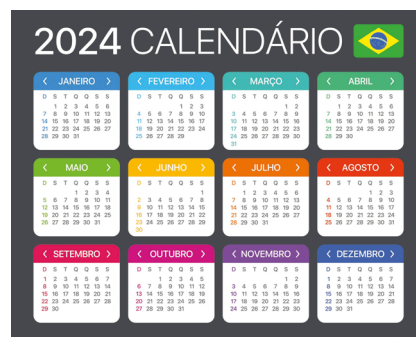 2024 CALENDÁRIO
JANEIRO
D S T Q Q S S
1 2 3 4 5 6
7 8 9 10 11 12 13
14 15 16 17 18 19 20
21 22 23 24 25 26 27
28 29 30 31
FEVEREIRO
D S T Q Q S S
1 2 3
4 5 6 7 8 9 10
11 12 13 14 15 16 17
18 19 20 21 22 23 24
25 26 27 28 29
MARÇO
D S T Q Q S S
1 2
3 4 5 6 7 8 9
10 11 12 13 14 15 16
17 18 19 20 21 22 23
24 25 26 27 28 29 30
31
ABRIL
D S T Q Q S S
1 2 3 4 5 6
7 8 9 10 11 12 13
14 15 16 17 18 19 20
21 22 23 24 25 26 27
28 29 30
MAIO
D S T Q Q S S
1 2 3 4
5 6 7 8 9 10 11
12 13 14 15 16 17 18
19 20 21 22 23 24 25
26 27 28 29 30 31
JUNHO
D S T Q Q S S
1
2 3 4 5 6 7 8
9 10 11 12 13 14 15
16 17 18 19 20 21 22
23 24 25 26 27 28 29
30
JULHO
D S T Q Q S S
1 2 3 4 5 6
7 8 9 10 11 12 13
14 15 16 17 18 19 20
21 22 23 24 25 26 27
28 29 30 31
AGOSTO
D S T Q Q S S
1 2 3
4 5 6 7 8 9 10
11 12 13 14 15 16 17
18 19 20 21 22 23 24
25 26 27 28 29 30 31
SETEMBRO
D S T Q Q S S
1 2 3 4 5 6 7
8 9 10 11 12 13 14
15 16 17 18 19 20 21
22 23 24 25 26 27 28
29 30
OUTUBRO
D S T Q Q S S
1 2 3 4 5
6 7 8 9 10 11 12
13 14 15 16 17 18 19
20 21 22 23 24 25 26
27 28 29 30 31
NOVEMBRO
D S T Q Q S S
1 2
3 4 5 6 7 8 9
10 11 12 13 14 15 16
17 18 19 20 21 22 23
24 25 26 27 28 29 30
DEZEMBRO
D S T Q Q S S
1 2 3 4 5 6 7
8 9 10 11 12 13 14
15 16 17 18 19 20 21
22 23 24 25 26 27 28
29 30 31